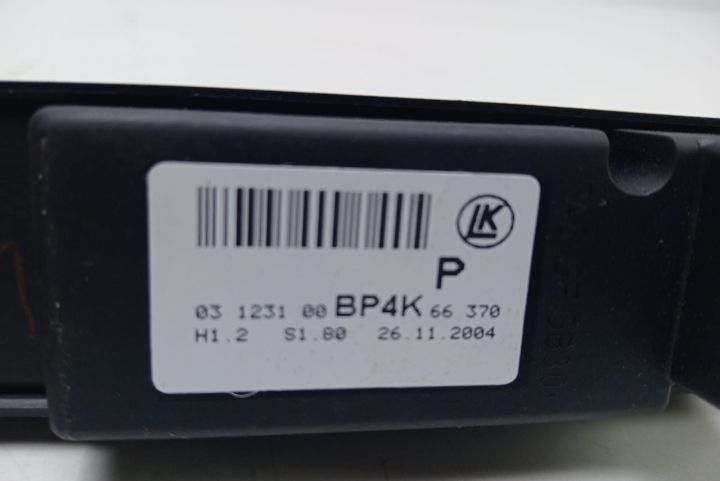 LK
P
03 1231 00 BP4K 66 370
H1.2 S1.80 26.11.2004